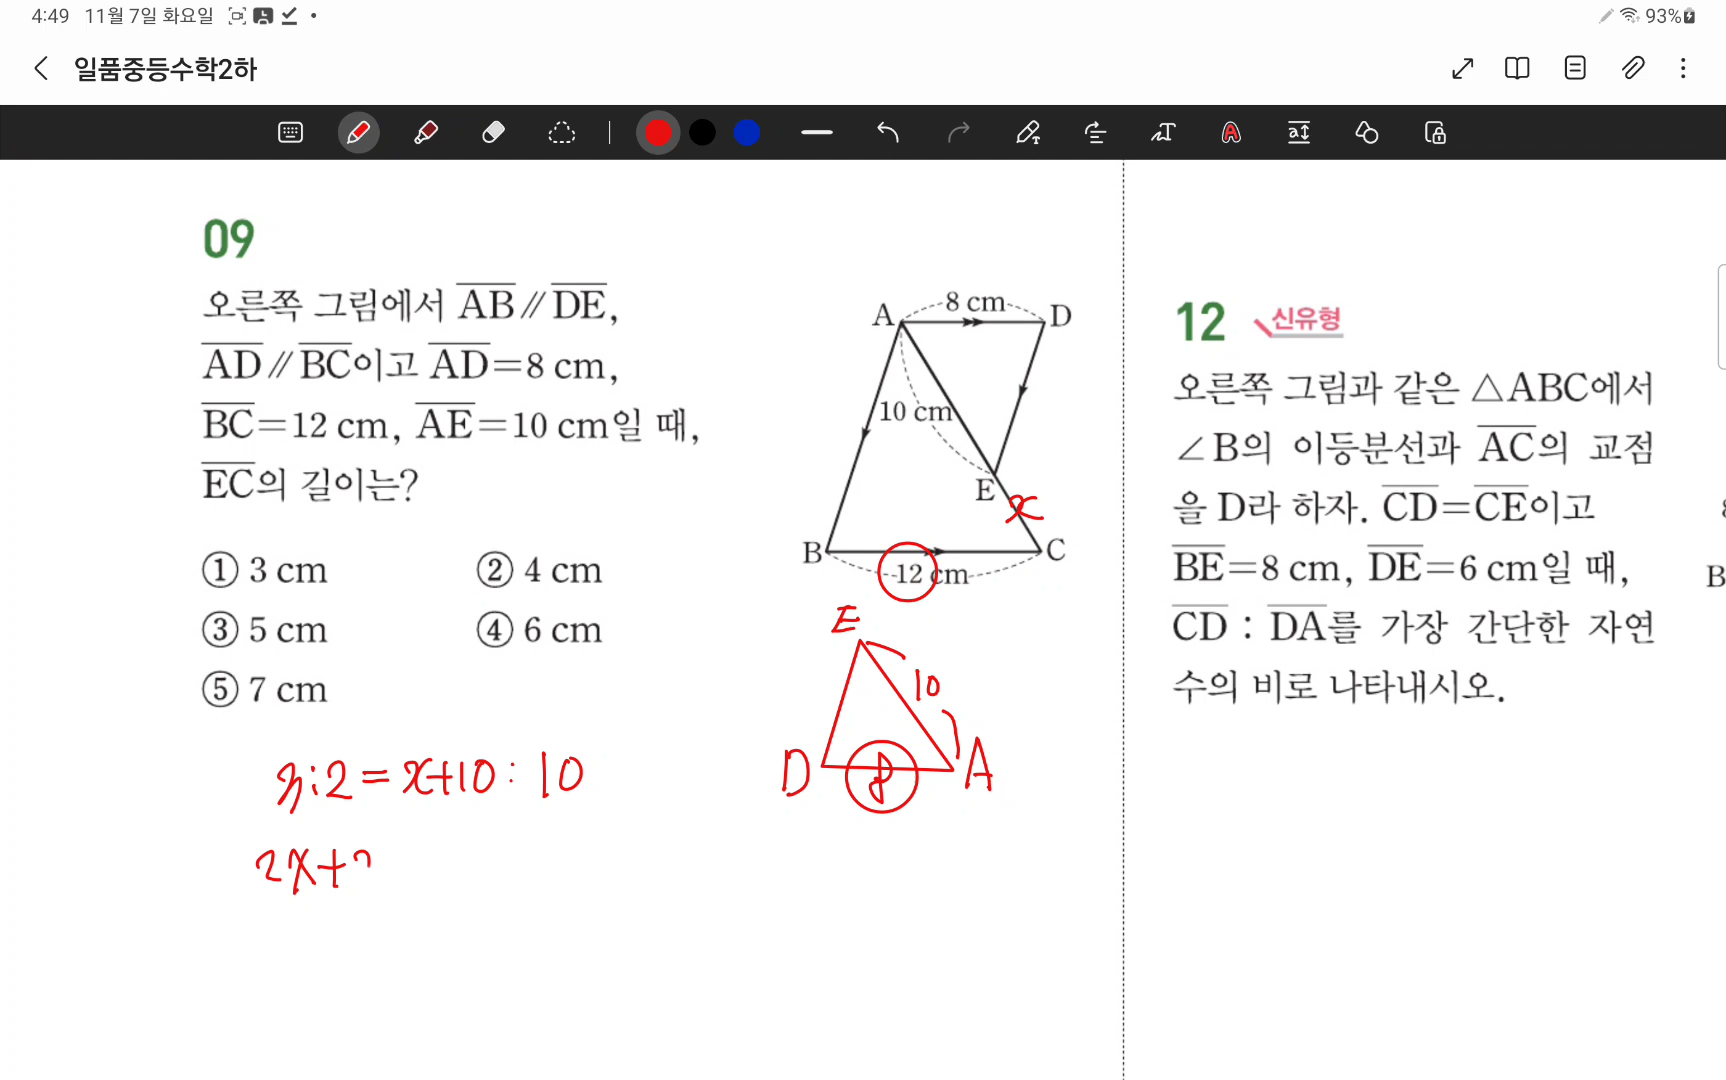 4:49 11월 7일 화요일
93%
일품중등수학2하
09
오른쪽 그림에서 AB∥DE,
AD∥BC이고 AD=8 cm,
BC=12 cm, AE=10 cm일 때,
EC의 길이는?
① 3 cm ② 4 cm
③ 5 cm ④ 6 cm
⑤ 7 cm
A 8 cm D
10 cm
E x
B C
12 cm
E
10
D 8 A
3:2=x+10:10
2x+2
12 신유형
오른쪽 그림과 같은 △ABC에서
∠B의 이등분선과 AC의 교점
을 D라 하자. CD=CE이고
BE=8 cm, DE=6 cm일 때,
CD : DA를 가장 간단한 자연
수의 비로 나타내시오.
B